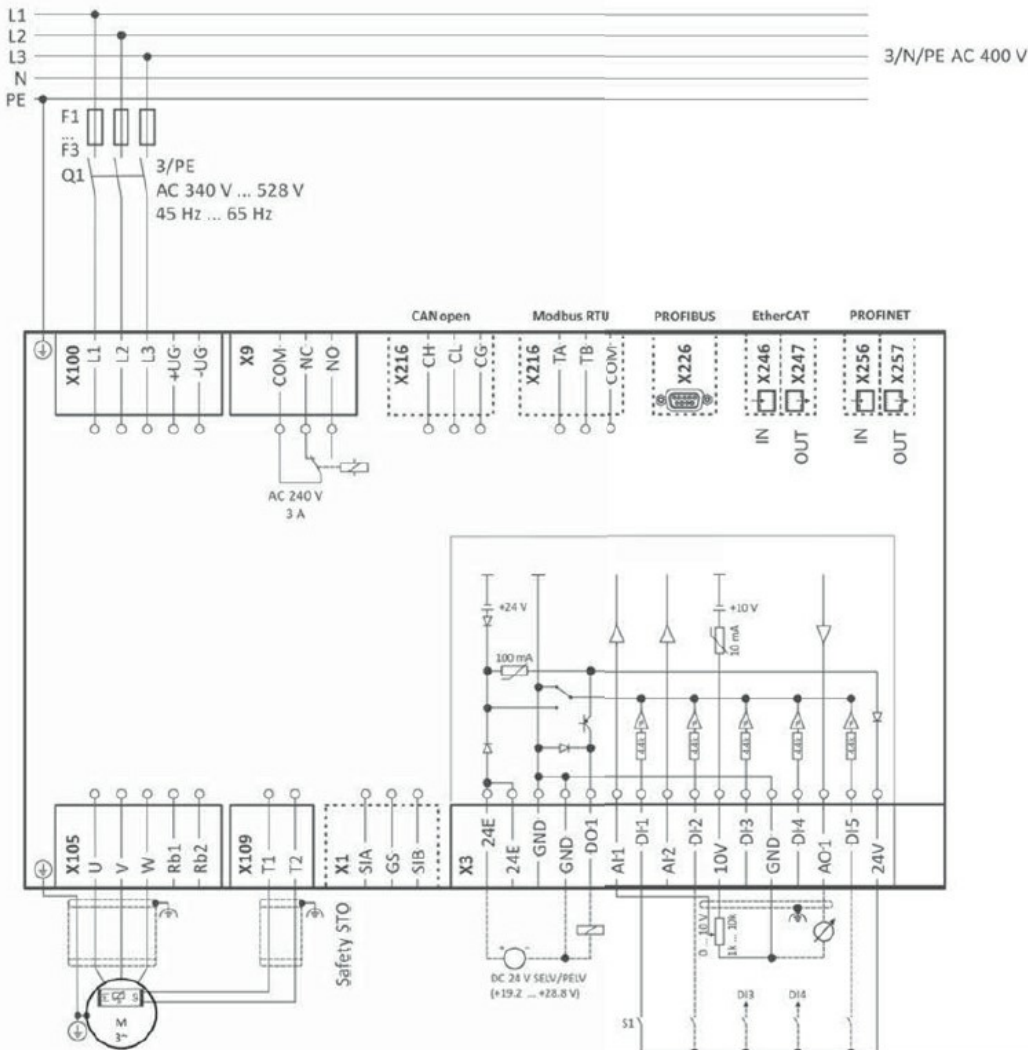 L1
L2
L3
N
PE
3/N/PE AC 400 V
F1
...
F3
Q1
3/PE
AC 340 V ... 528 V
45 Hz ... 65 Hz
CAN open
Modbus RTU
PROFIBUS
EtherCAT
PROFINET
X100
L1
L2
L3
+UG
-UG
X9
COM
NC
NO
X216
CH
CL
CG
X216
TA
TB
COM
X226
X246
X247
X256
X257
IN
OUT
IN
OUT
AC 240 V
3 A
+24 V
100 mA
+10 V
10 mA
X105
U
V
W
Rb1
Rb2
X109
T1
T2
X1
SIA
GS
SIB
X3
24E
24E
GND
GND
DO1
AI1
AI2
10V
GND
AO1
24V
DI1
DI2
DI3
DI4
DI5
Safety STO
0 ... 10 V
1k ... 10k
+
-
DC 24 V SELV/PELV
(+19.2 ... +28.8 V)
DI3
DI4
S1
M
3~